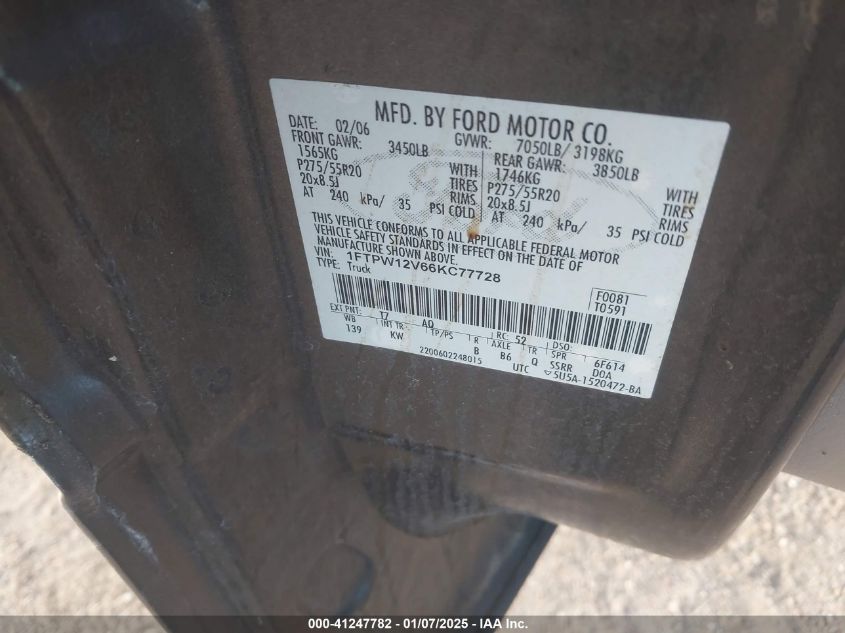 MFD. BY FORD MOTOR CO.
DATE: 02/06 GVWR: 7050LB/ 3198KG
FRONT GAWR: 3450LB REAR GAWR: 3850LB
1565KG WITH 1746KG WITH
P275/55R20 TIRES P275/55R20 TIRES
20x8.5J RIMS 20x8.5J RIMS
AT 240 kPa/ 35 PSI COLD AT 240 kPa/ 35 PSI COLD
THIS VEHICLE CONFORMS TO ALL APPLICABLE FEDERAL MOTOR
VEHICLE SAFETY STANDARDS IN EFFECT ON THE DATE OF
MANUFACTURE SHOWN ABOVE.
VIN: 1FTPW12V66KC77728
TYPE: Truck
F0081
T0591
EXT PNT: T7 AQ RC: 52 DSO:
WB INT TR TP/PS R AXLE TR SPR 6F614
139 KW B B6 Q SSRR DOA
2200602248015 UTC 5U5A-1520472-BA
000-41247782 - 01/07/2025 - IAA Inc.